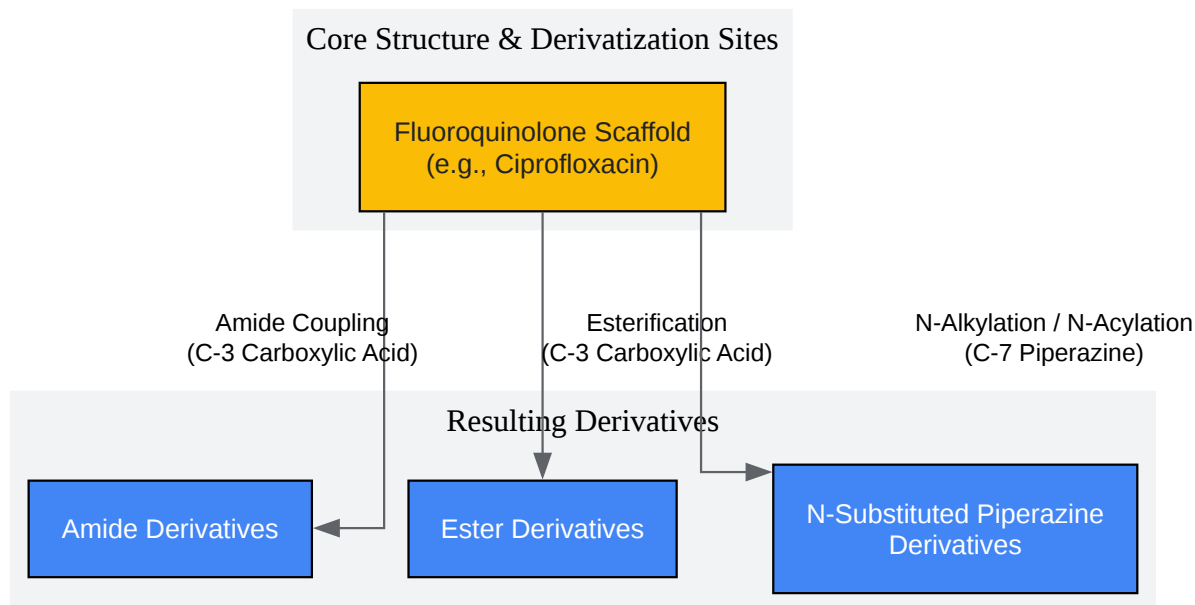 Core Structure & Derivatization Sites
Fluoroquinolone Scaffold
(e.g., Ciprofloxacin)
Amide Coupling
(C-3 Carboxylic Acid)
Esterification
(C-3 Carboxylic Acid)
N-Alkylation / N-Acylation
(C-7 Piperazine)
Resulting Derivatives
Amide Derivatives
Ester Derivatives
N-Substituted Piperazine
Derivatives